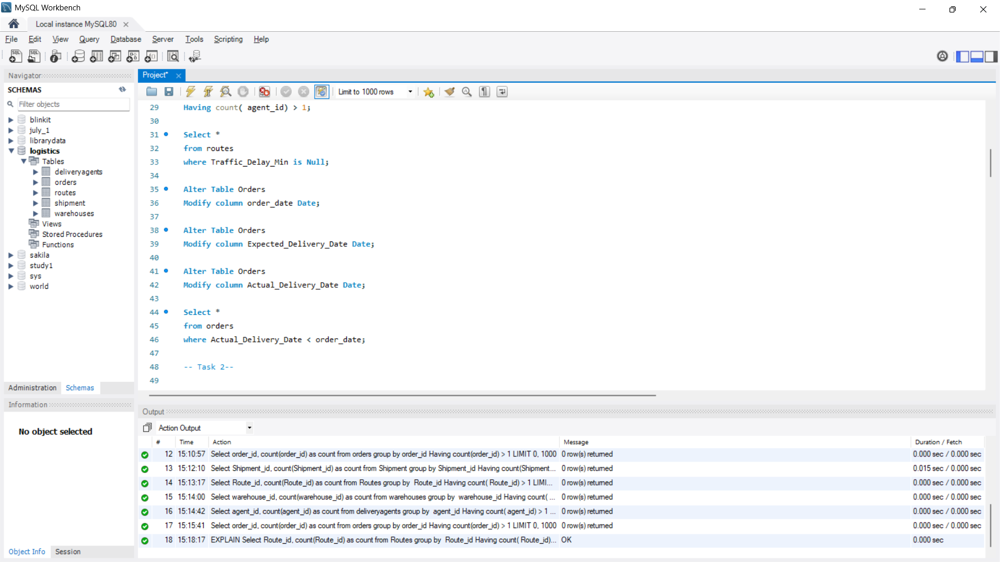 MySQL Workbench
Local instance MySQL80
File Edit View Query Database Server Tools Scripting Help
Navigator
SCHEMAS
Filter objects
blinkit
july_1
librarydata
logistics
Tables
deliveryagents
orders
routes
shipment
warehouses
Views
Stored Procedures
Functions
sakila
study1
sys
world
Administration Schemas
Information
No object selected
Object Info Session
Project*
Limit to 1000 rows
29 Having count( agent_id) > 1;
30
31 Select *
32 from routes
33 where Traffic_Delay_Min is Null;
34
35 Alter Table Orders
36 Modify column order_date Date;
37
38 Alter Table Orders
39 Modify column Expected_Delivery_Date Date;
40
41 Alter Table Orders
42 Modify column Actual_Delivery_Date Date;
43
44 Select *
45 from orders
46 where Actual_Delivery_Date < order_date;
47
48 -- Task 2--
49
Output
Action Output
# Time Action Message Duration / Fetch
12 15:10:57 Select order_id, count(order_id) as count from orders group by order_id Having count(order_id) > 1 LIMIT 0, 1000 0 row(s) returned 0.000 sec / 0.000 sec
13 15:12:10 Select Shipment_id, count(Shipment_id) as count from Shipment group by Shipment_id Having count(Shipment... 0 row(s) returned 0.015 sec / 0.000 sec
14 15:13:17 Select Route_id, count(Route_id) as count from Routes group by  Route_id Having count( Route_id) > 1 LIMI... 0 row(s) returned 0.000 sec / 0.000 sec
15 15:14:00 Select warehouse_id, count(warehouse_id) as count from warehouses group by  warehouse_id Having count( ... 0 row(s) returned 0.000 sec / 0.000 sec
16 15:14:42 Select agent_id, count(agent_id) as count from deliveryagents group by  agent_id Having count( agent_id) > 1 ... 0 row(s) returned 0.000 sec / 0.000 sec
17 15:15:41 Select order_id, count(order_id) as count from orders group by order_id Having count(order_id) > 1 LIMIT 0, 1000 0 row(s) returned 0.000 sec / 0.000 sec
18 15:18:17 EXPLAIN Select Route_id, count(Route_id) as count from Routes group by  Route_id Having count( Route_id)... OK 0.000 sec